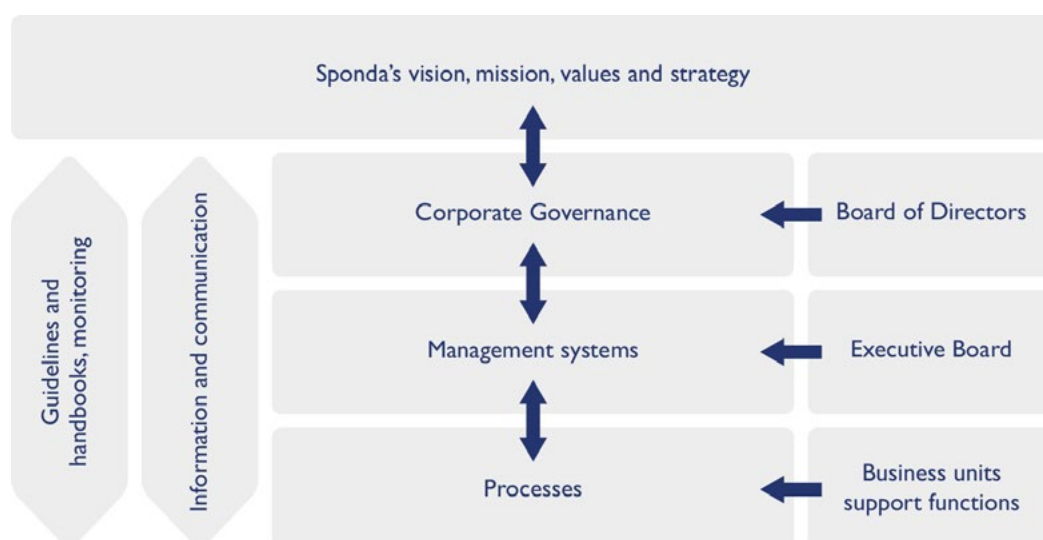 Sponda's vision, mission, values and strategy
Guidelines and
handbooks, monitoring
Information and communication
Corporate Governance
Board of Directors
Management systems
Executive Board
Processes
Business units
support functions